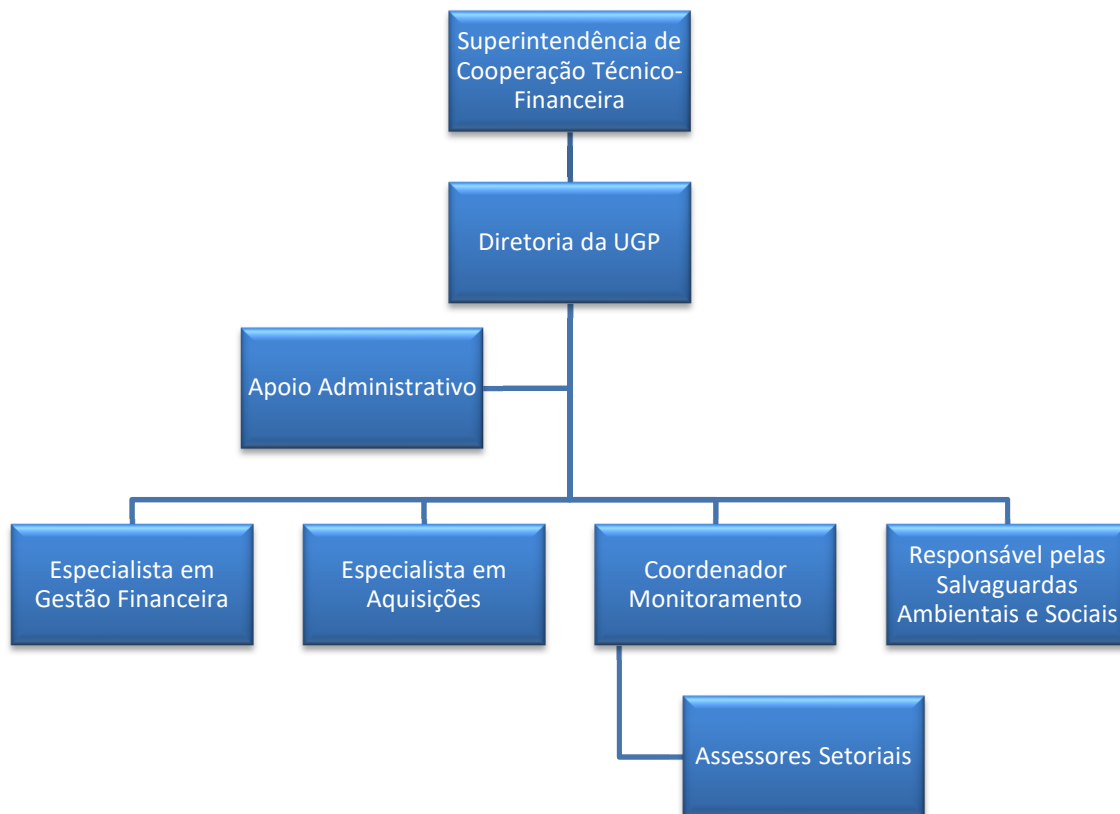 Superintendência de
Cooperação Técnico-
Financeira
Diretoria da UGP
Apoio Administrativo
Especialista em
Gestão Financeira
Especialista em
Aquisições
Coordenador
Monitoramento
Responsável pelas
Salvaguardas
Ambientais e Sociais
Assessores Setoriais